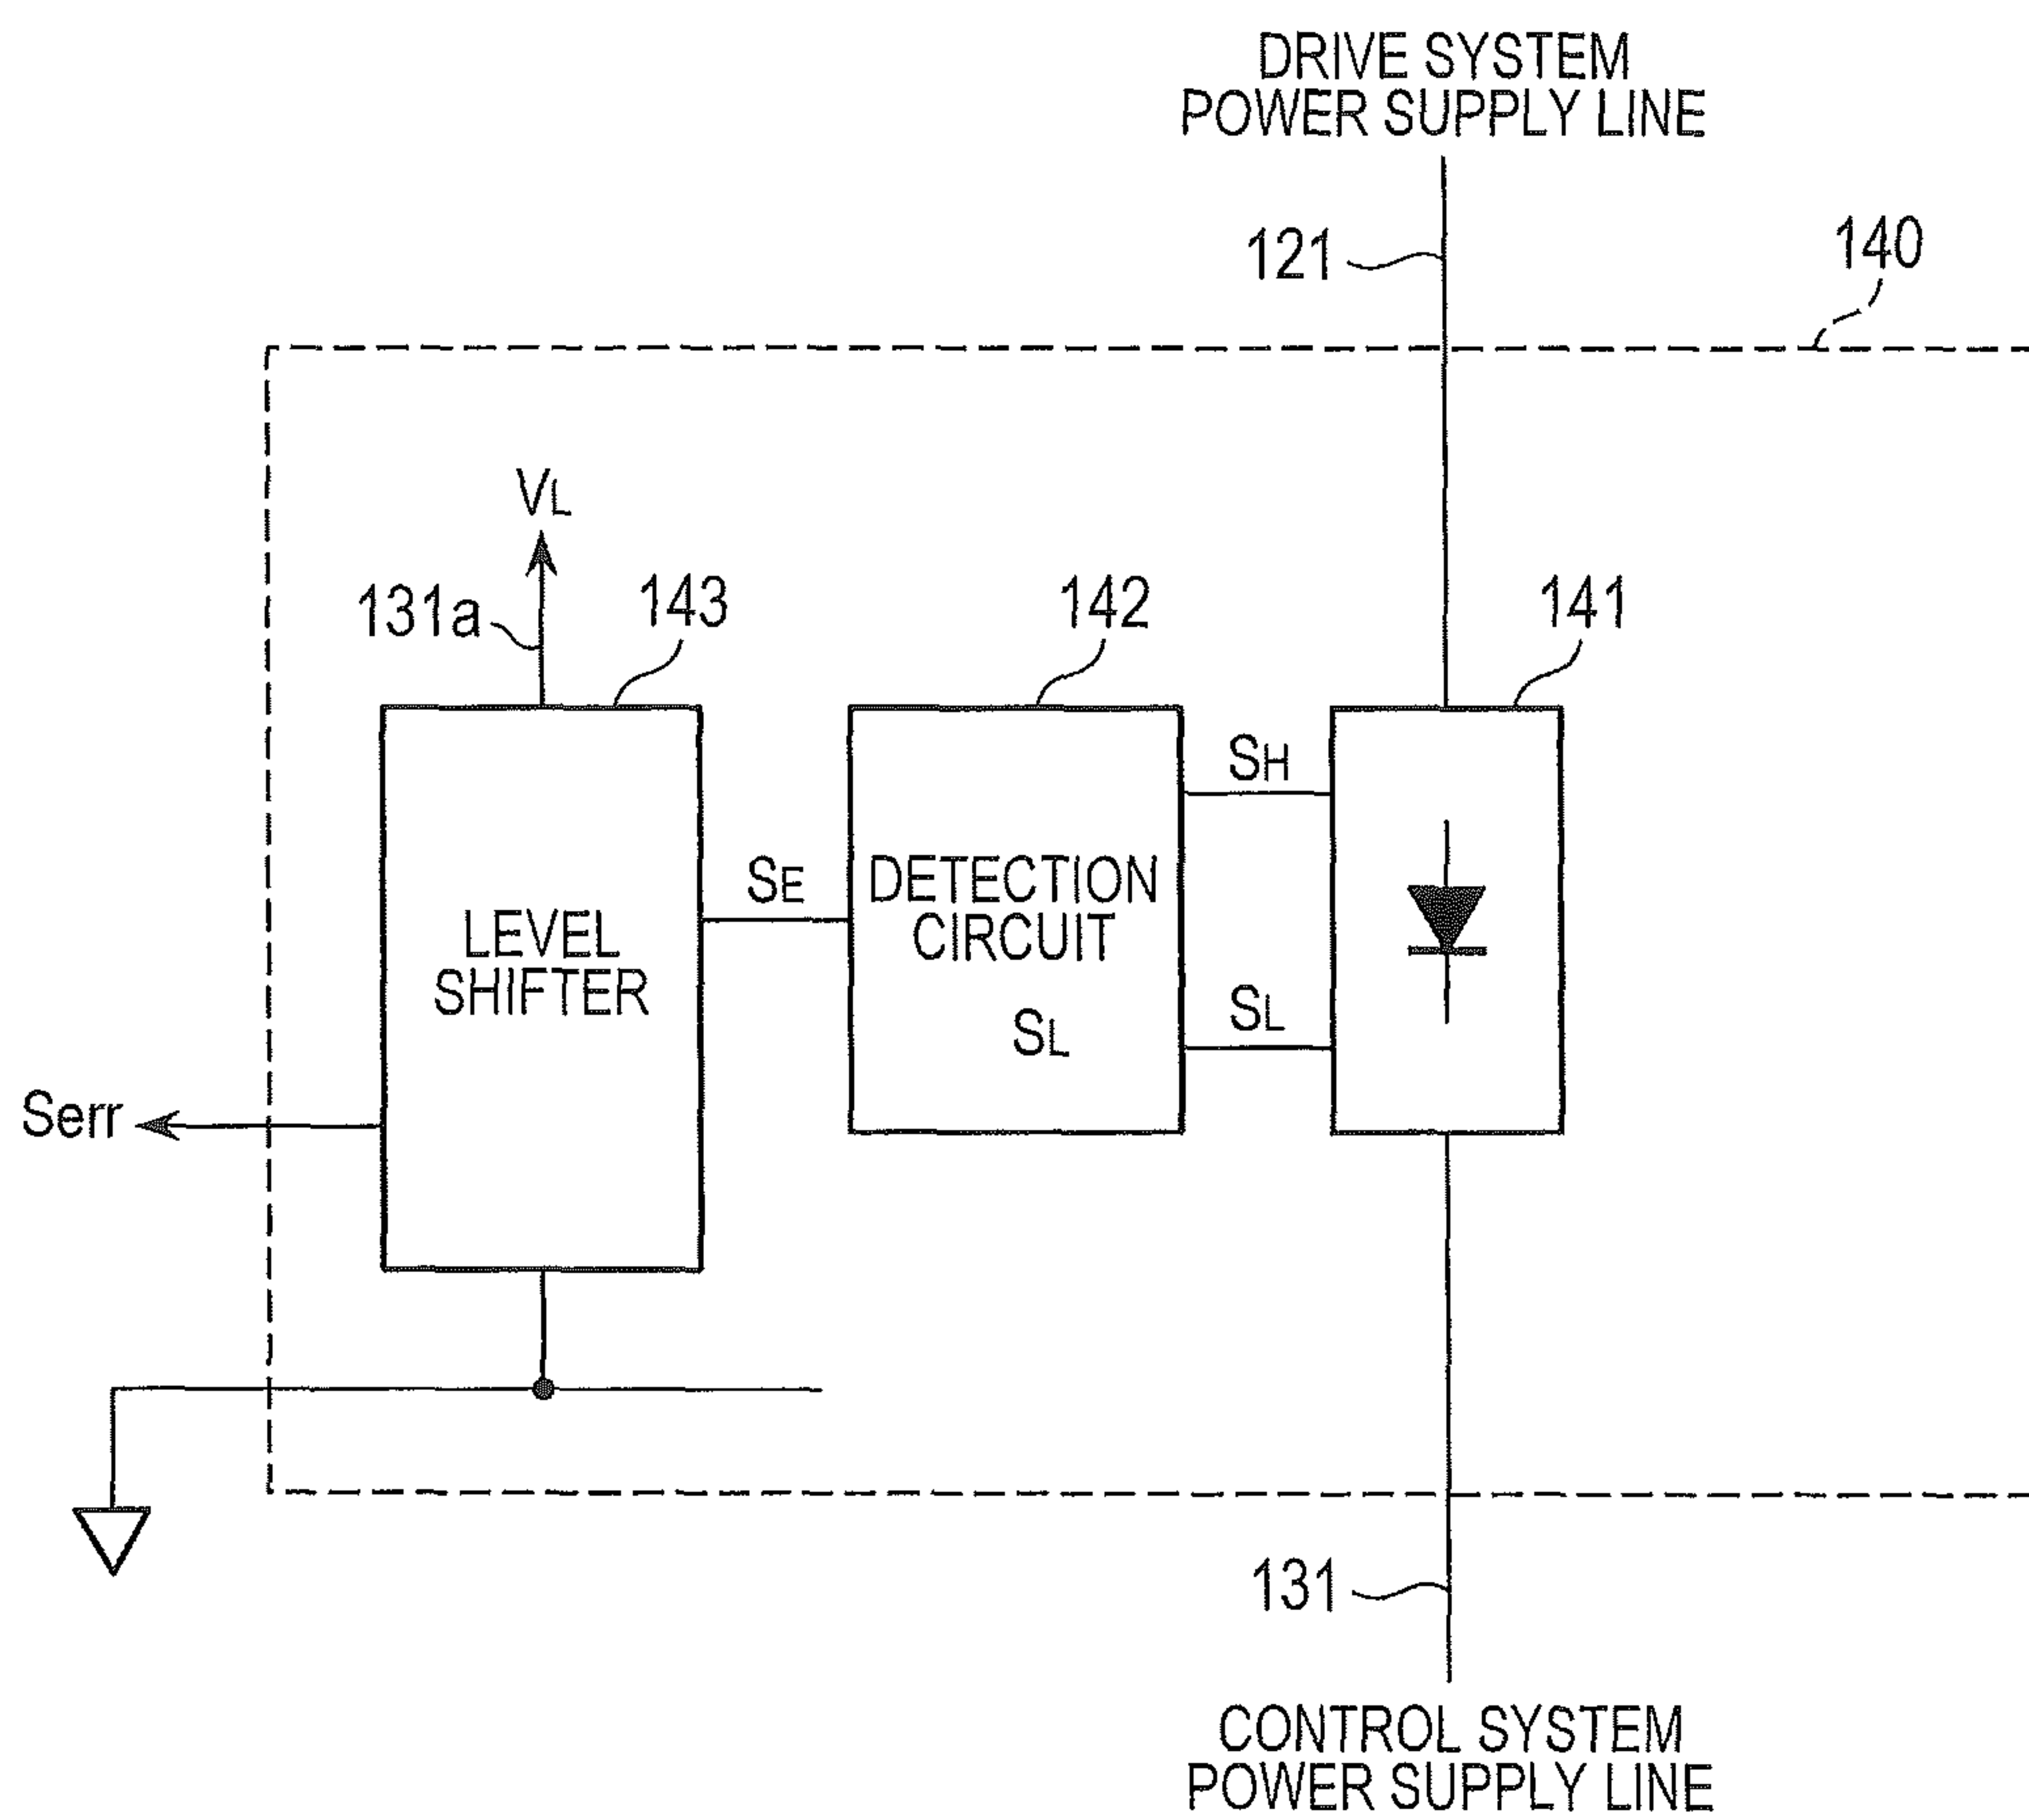 DRIVE SYSTEM
POWER SUPPLY LINE
121
140
VL
131a
143
142
141
SH
SE
DETECTION
CIRCUIT
LEVEL
SHIFTER
SL
SL
Serr
131
CONTROL SYSTEM
POWER SUPPLY LINE